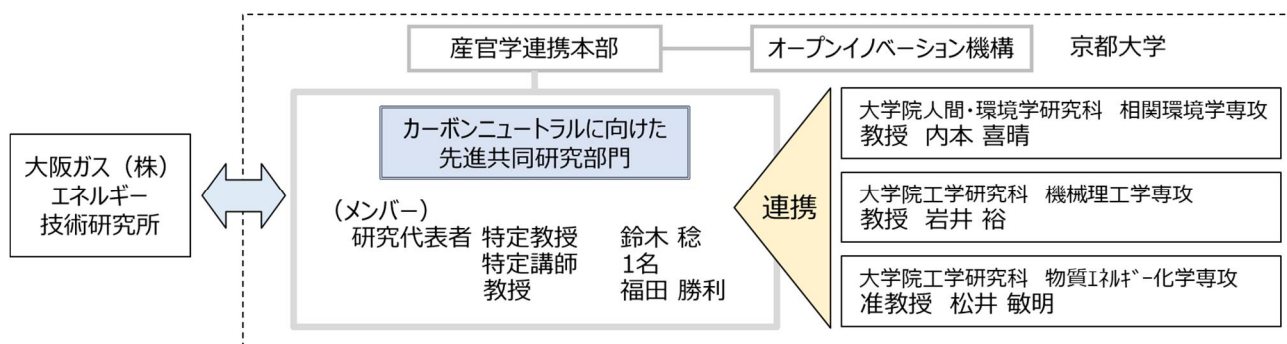 産官学連携本部
オープンイノベーション機構
京都大学
大阪ガス（株）
エネルギー
技術研究所
カーボンニュートラルに向けた
先進共同研究部門
（メンバー）
研究代表者 特定教授 鈴木 稔
特定講師 1名
教授 福田 勝利
連携
大学院人間・環境学研究科 相関環境学専攻
教授 内本 喜晴
大学院工学研究科 機械理工学専攻
教授 岩井 裕
大学院工学研究科 物質ｴﾈﾙｷﾞｰ化学専攻
准教授 松井 敏明